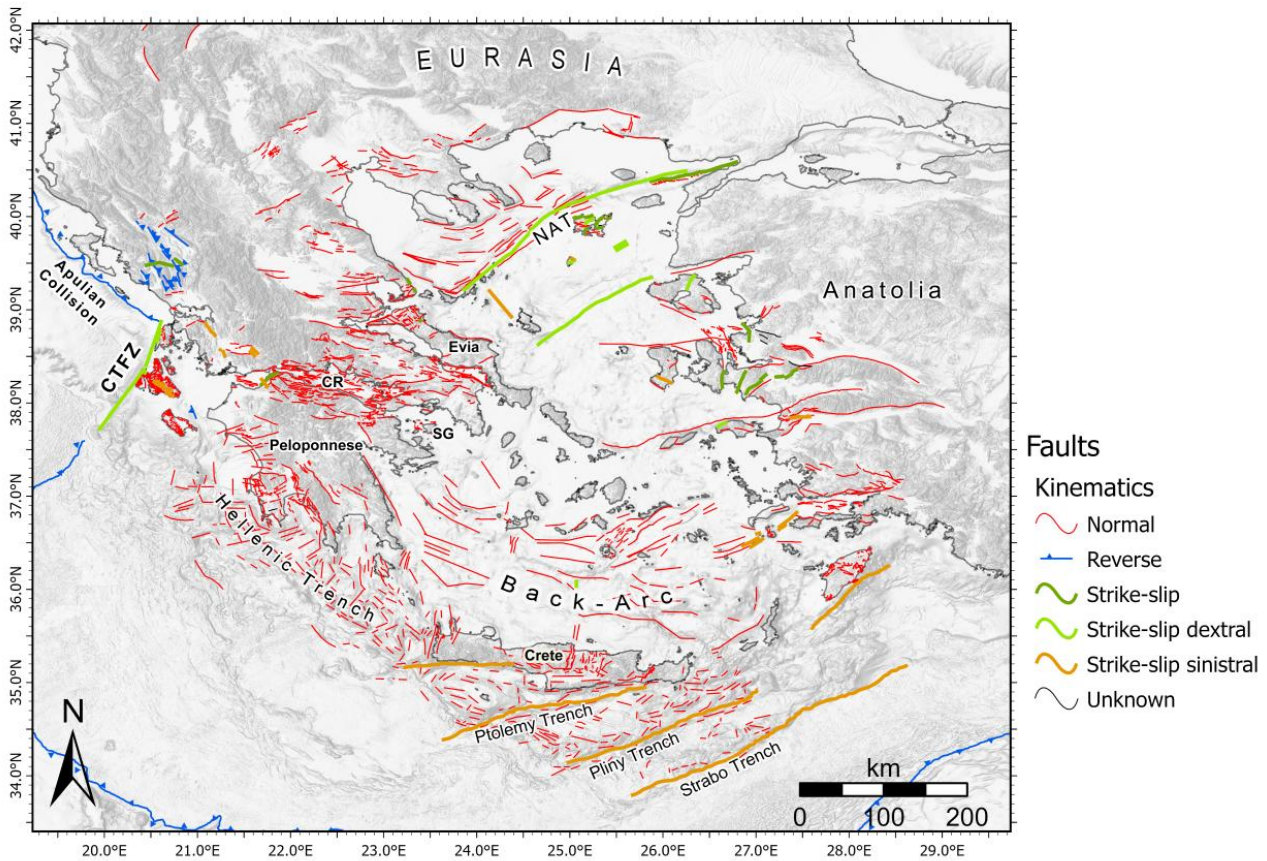 42.0°N
41.0°N
40.0°N
39.0°N
38.0°N
37.0°N
36.0°N
35.0°N
34.0°N
EURASIA
NAT
Apulian
Collision
Anatolia
CTFZ
Evia
CR
SG
Peloponnese
Hellenic Trench
Back-Arc
Crete
Ptolemy Trench
Pliny Trench
Strabo Trench
N
km
0 100 200
20.0°E 21.0°E 22.0°E 23.0°E 24.0°E 25.0°E 26.0°E 27.0°E 28.0°E 29.0°E
Faults
Kinematics
Normal
Reverse
Strike-slip
Strike-slip dextral
Strike-slip sinistral
Unknown